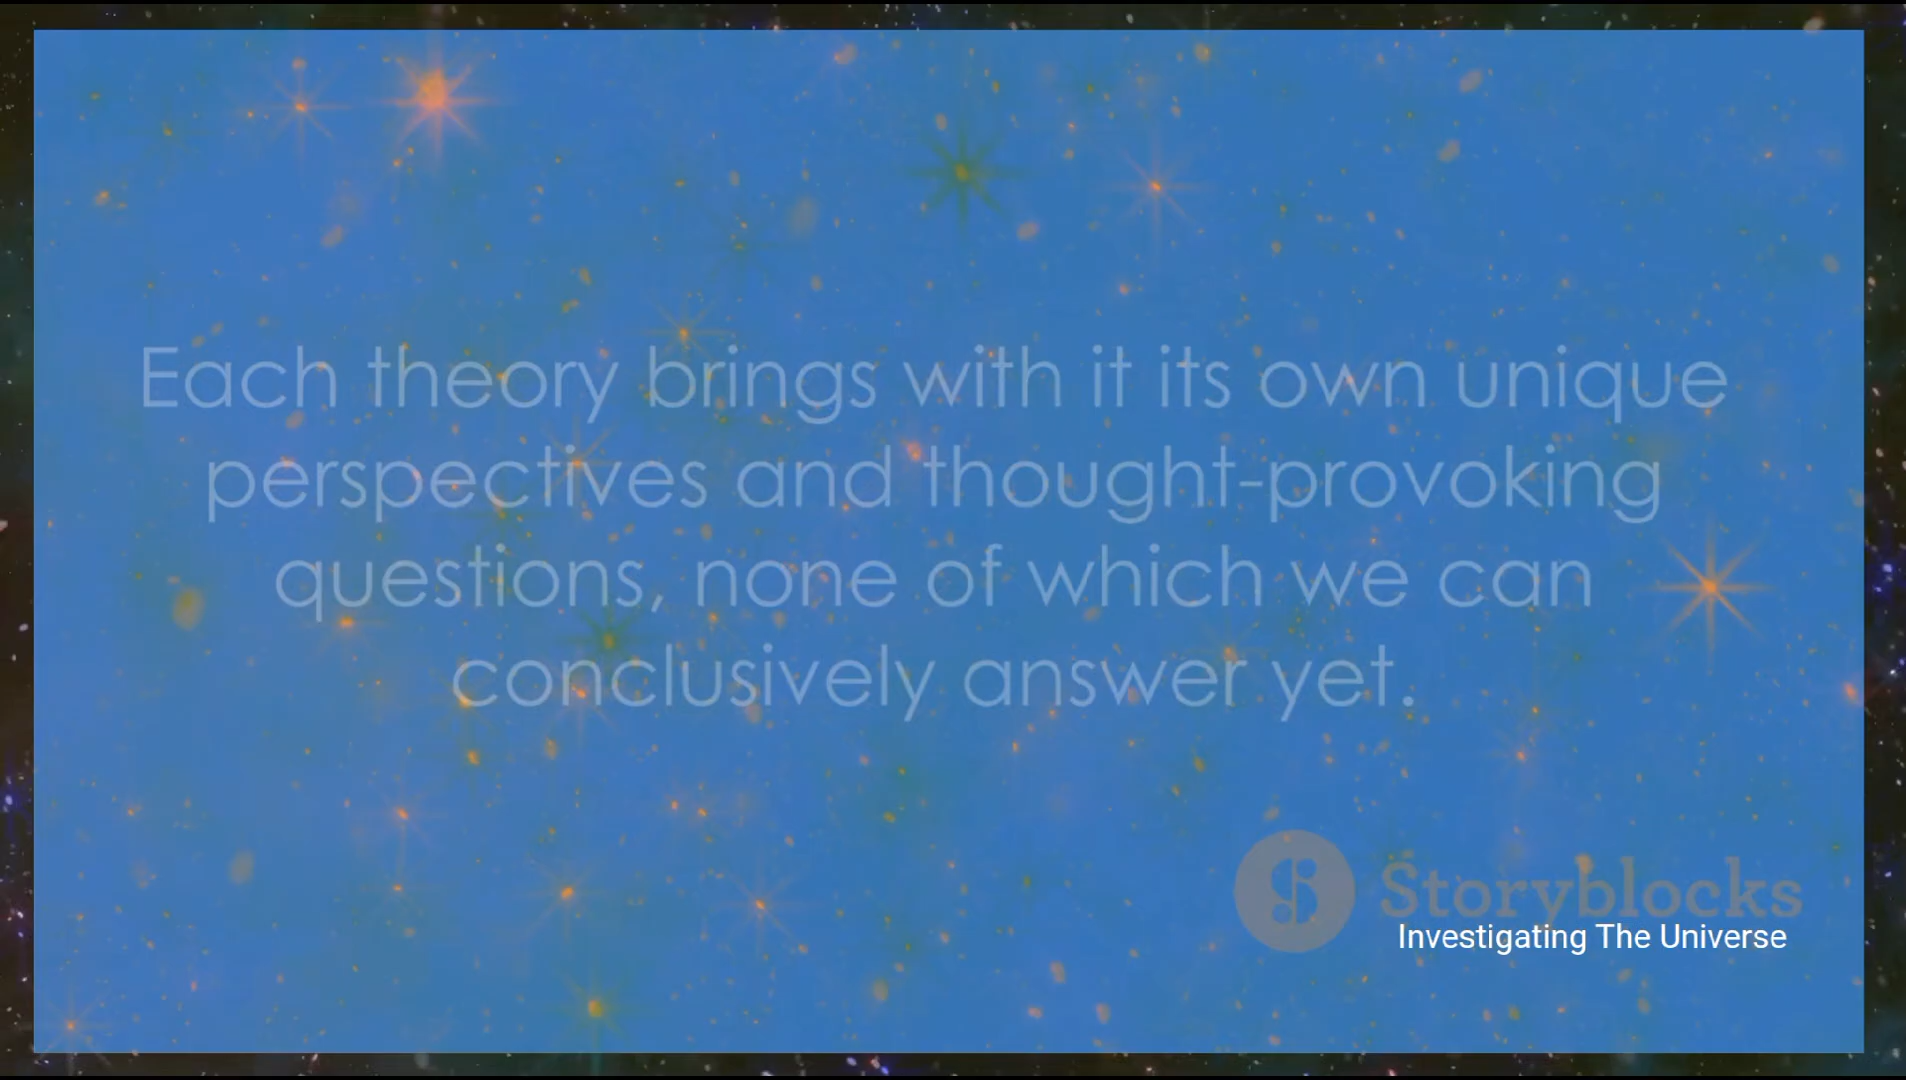 Each theory brings with it its own unique
perspectives and thought-provoking
questions, none of which we can
conclusively answer yet.
Storyblocks
Investigating The Universe